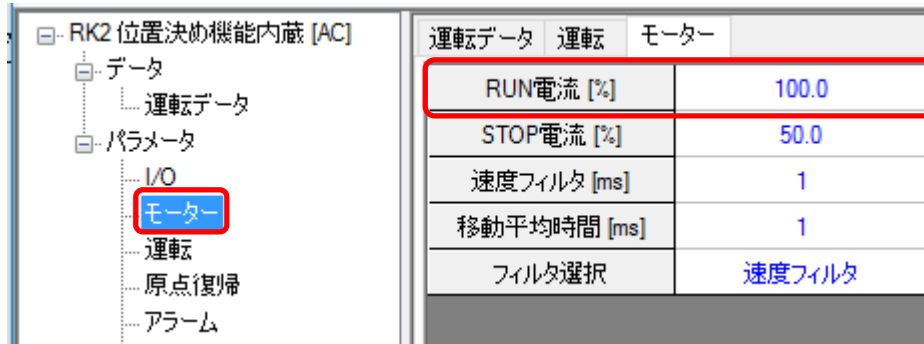 RK2 位置決め機能内蔵 [AC]
データ
運転データ
パラメータ
I/O
モーター
運転
原点復帰
アラーム
運転データ 運転 モーター
RUN電流 [%] 100.0
STOP電流 [%] 50.0
速度フィルタ [ms] 1
移動平均時間 [ms] 1
フィルタ選択 速度フィルタ